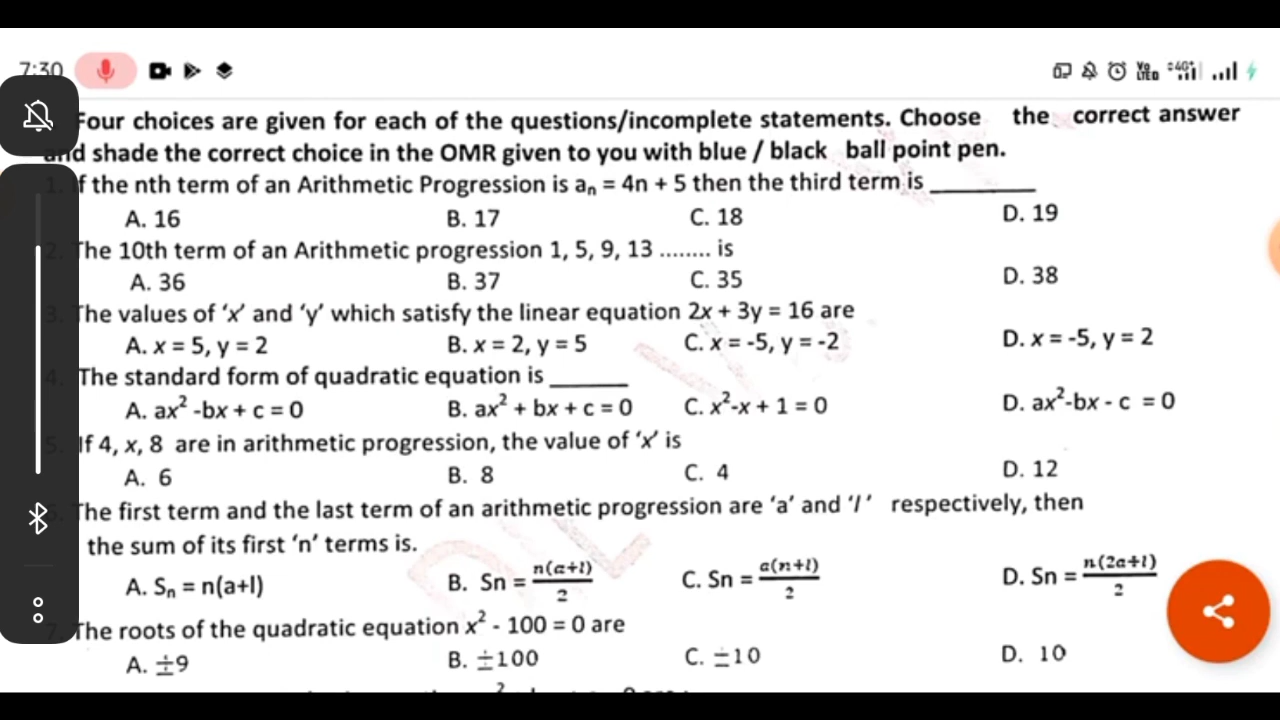 7:30
Four choices are given for each of the questions/incomplete statements. Choose the correct answer
and shade the correct choice in the OMR given to you with blue / black ball point pen.
1. If the nth term of an Arithmetic Progression is aₙ = 4n + 5 then the third term is ________
A. 16 B. 17 C. 18 D. 19
2. The 10th term of an Arithmetic progression 1, 5, 9, 13 ........ is
A. 36 B. 37 C. 35 D. 38
3. The values of ‘x’ and ‘y’ which satisfy the linear equation 2x + 3y = 16 are
A. x = 5, y = 2 B. x = 2, y = 5 C. x = -5, y = -2 D. x = -5, y = 2
4. The standard form of quadratic equation is ______
A. ax² -bx + c = 0 B. ax² + bx + c = 0 C. x²-x + 1 = 0 D. ax²-bx - c = 0
5. If 4, x, 8 are in arithmetic progression, the value of ‘x’ is
A. 6 B. 8 C. 4 D. 12
The first term and the last term of an arithmetic progression are ‘a’ and ‘l’ respectively, then
the sum of its first ‘n’ terms is.
A. Sₙ = n(a+l) B. Sn = n(a+l)/2 C. Sn = a(n+l)/2 D. Sn = n(2a+l)/2
7. The roots of the quadratic equation x² - 100 = 0 are
A. ±9 B. ±100 C. ±10 D. 10